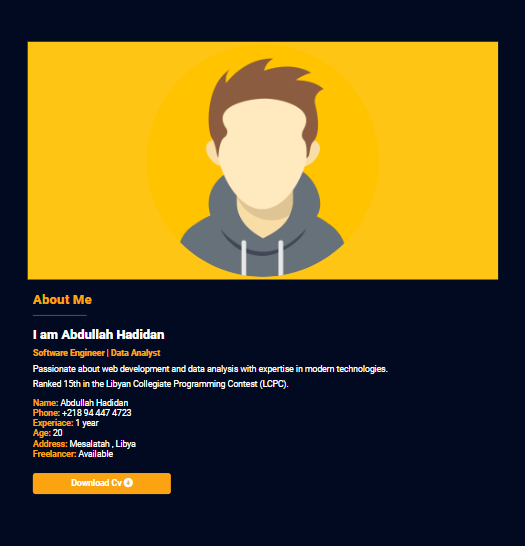 About Me
I am Abdullah Hadidan
Software Engineer | Data Analyst
Passionate about web development and data analysis with expertise in modern technologies.
Ranked 15th in the Libyan Collegiate Programming Contest (LCPC).
Name: Abdullah Hadidan
Phone: +218 94 447 4723
Experiace: 1 year
Age: 20
Address: Mesalatah , Libya
Freelancer: Available
Download Cv